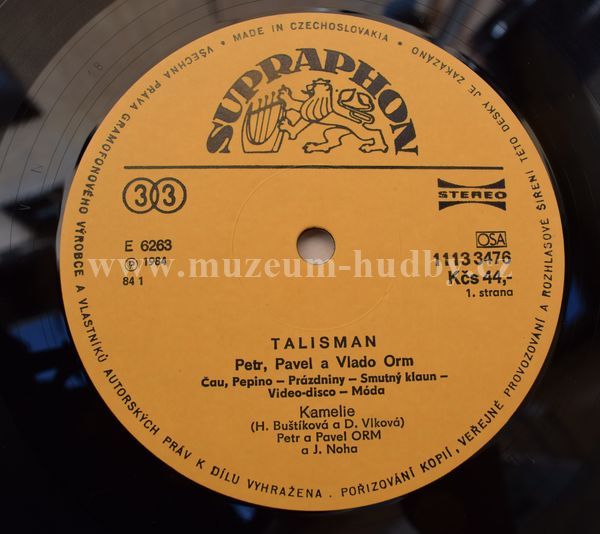 MADE IN CZECHOSLOVAKIA • VŠECHNA PRÁVA GRAMOFONOVÉHO VÝROBCE A VLASTNÍKŮ AUTORSKÝCH PRÁV K DÍLU VYHRAŽENA. POŘIZOVÁNÍ KOPIÍ, VEŘEJNÉ PROVOZOVÁNÍ A ROZHLASOVÉ ŠÍŘENÍ TÉTO DESKY JE ZAKÁZÁNO •
SUPRAPHON
33
STEREO
E 6263
℗ 1984
84 1
OSA
1113 3476
Kčs 44,-
1. strana
www.muzeum-hudby.cz
TALISMAN
Petr, Pavel a Vlado Orm
Čau, Pepino – Prázdniny – Smutný klaun –
Video-disco – Móda
Kamelie
(H. Buštíková a D. Vlková)
Petr a Pavel ORM
a J. Noha